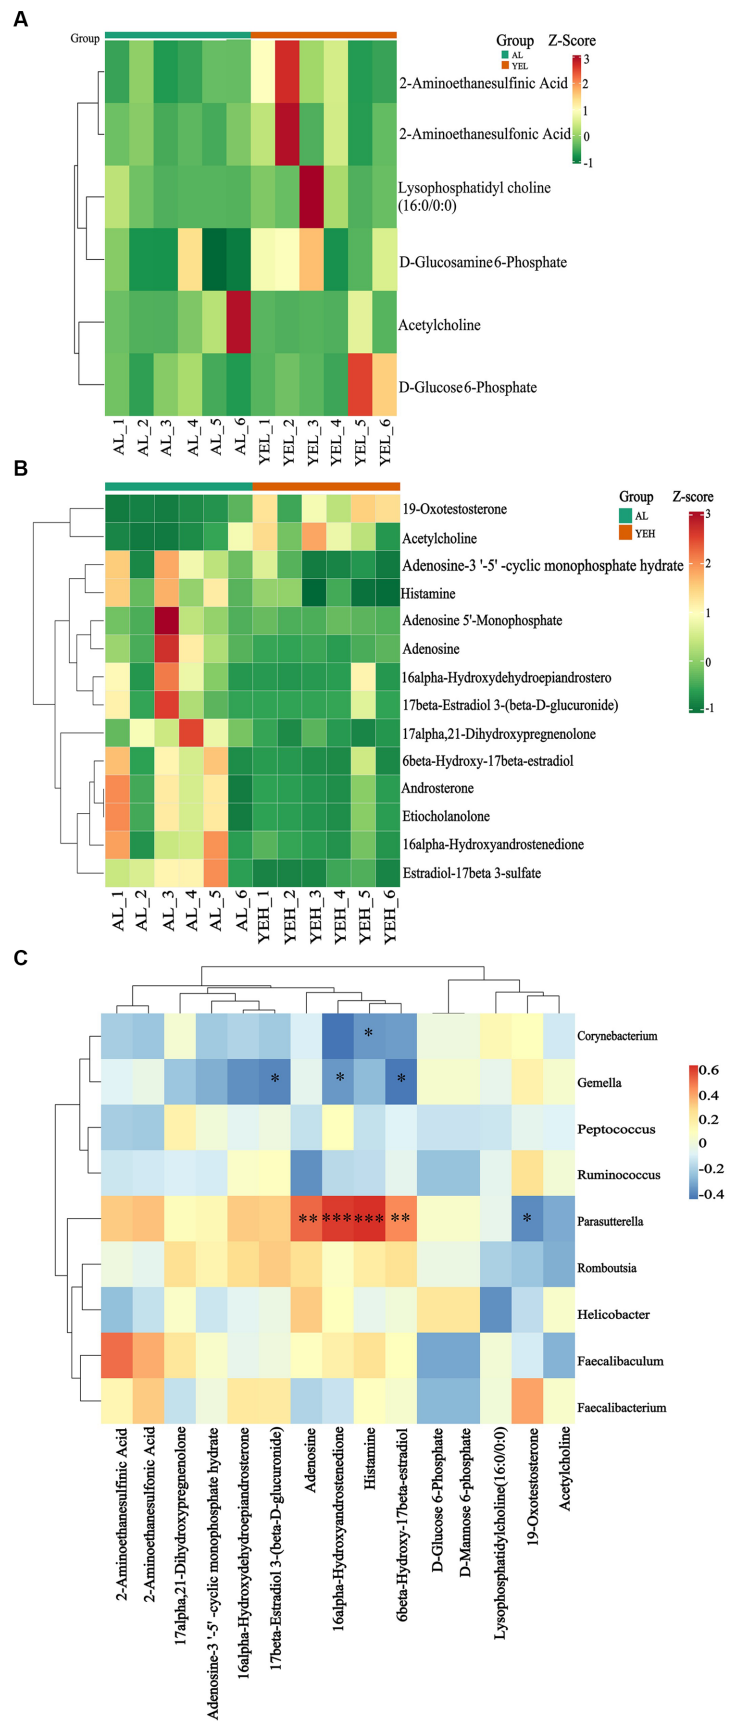 A
Group
Group
AL
YEL
Z-Score
3
2
1
0
-1
2-Aminoethanesulfinic Acid
2-Aminoethanesulfonic Acid
Lysophosphatidyl choline
(16:0/0:0)
D-Glucosamine6-Phosphate
Acetylcholine
D-Glucose6-Phosphate
AL_1
AL_2
AL_3
AL_4
AL_5
AL_6
YEL_1
YEL_2
YEL_3
YEL_4
YEL_5
YEL_6
B
Group
AL
YEH
Z-score
3
2
1
0
-1
19-Oxotestosterone
Acetylcholine
Adenosine-3 '-5' -cyclic monophosphate hydrate
Histamine
Adenosine 5'-Monophosphate
Adenosine
16alpha-Hydroxydehydroepiandrostero
17beta-Estradiol 3-(beta-D-glucuronide)
17alpha,21-Dihydroxypregnenolone
6beta-Hydroxy-17beta-estradiol
Androsterone
Etiocholanolone
16alpha-Hydroxyandrostenedione
Estradiol-17beta 3-sulfate
AL_1
AL_2
AL_3
AL_4
AL_5
AL_6
YEH_1
YEH_2
YEH_3
YEH_4
YEH_5
YEH_6
C
*
Corynebacterium
* * *
Gemella
Peptococcus
Ruminococcus
** *** *** ** *
Parasutterella
Romboutsia
Helicobacter
Faecalibaculum
Faecalibacterium
0.6
0.4
0.2
0
-0.2
-0.4
2-Aminoethanesulfinic Acid
2-Aminoethanesulfonic Acid
17alpha,21-Dihydroxypregnenolone
Adenosine-3 '-5' -cyclic monophosphate hydrate
16alpha-Hydroxydehydroepiandrosterone
17beta-Estradiol 3-(beta-D-glucuronide)
Adenosine
16alpha-Hydroxyandrostenedione
Histamine
6beta-Hydroxy-17beta-estradiol
D-Glucose 6-Phosphate
D-Mannose 6-phosphate
Lysophosphatidylcholine(16:0/0:0)
19-Oxotestosterone
Acetylcholine